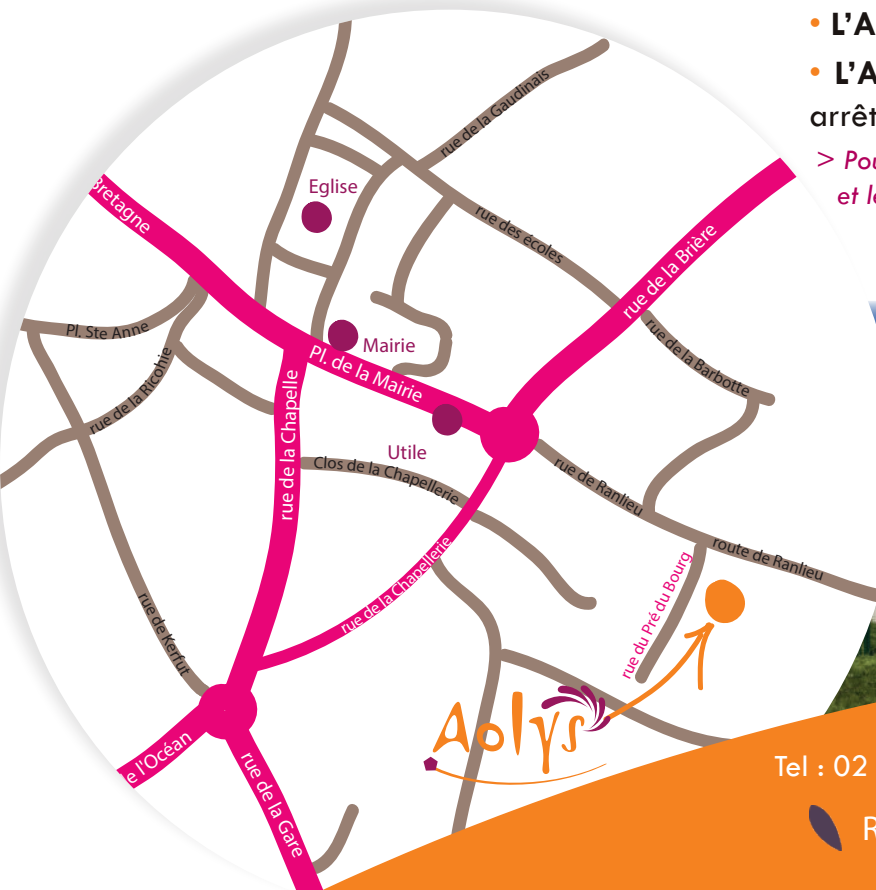 • L'A
• L'A
arrêt
> Pou
et le
rue de la Gaudinais
Eglise
Bretagne
rue des écoles
rue de la Brière
Pl. Ste Anne
rue de la Ricohie
Mairie
Pl. de la Mairie
rue de la Barbotte
rue de la Chapelle
Utile
Clos de la Chapellerie
rue de Ranlieu
route de Ranlieu
rue de la Chapellerie
rue du Pré du Bourg
rue de Kerfut
Aolys
e l'Océan
rue de la Gare
Tel : 02
R